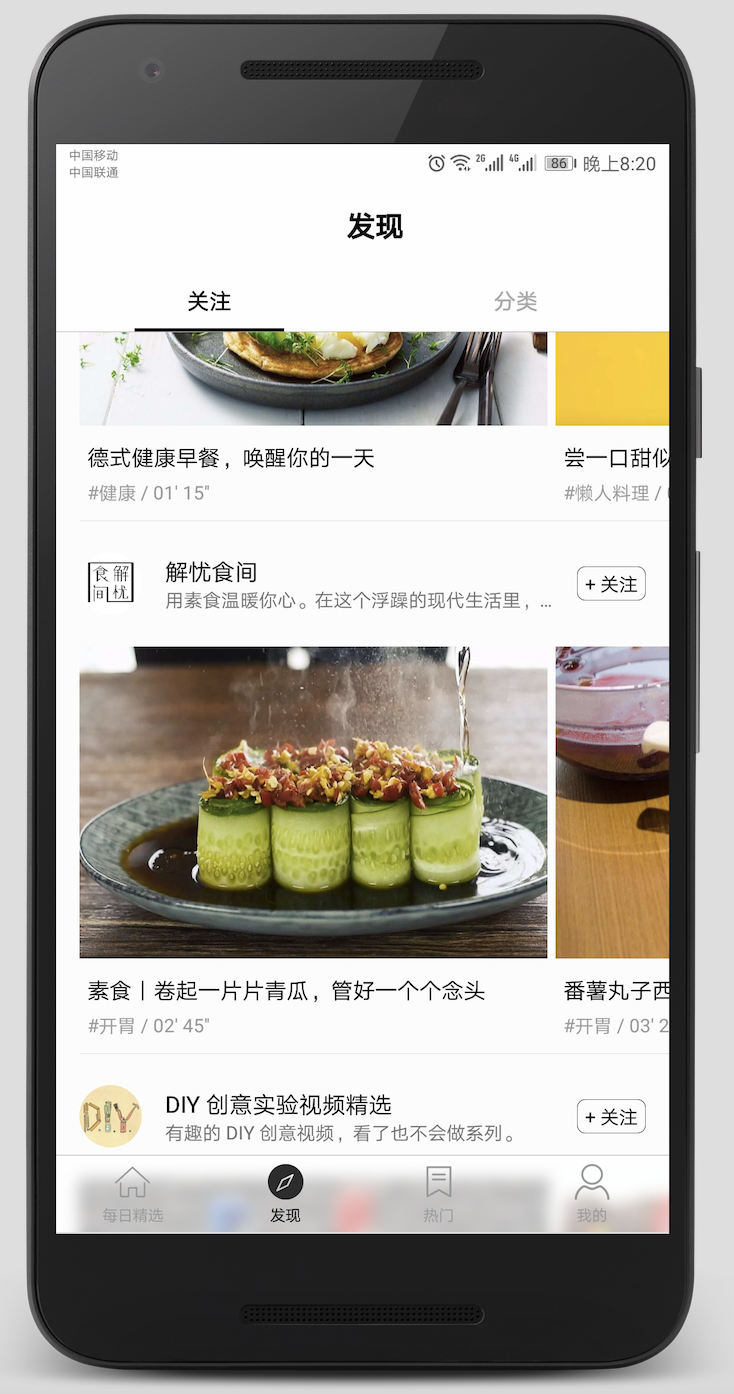 中国移动
中国联通
2G 4G 86 晚上8:20
发现
关注 分类
德式健康早餐，唤醒你的一天
尝一口甜似
#健康 / 01' 15"
#懒人料理 /
食解
间忧
解忧食间
用素食温暖你心。在这个浮躁的现代生活里，...
+ 关注
素食丨卷起一片片青瓜，管好一个个念头
番薯丸子西
#开胃 / 02' 45"
#开胃 / 03' 2
D.I.Y.
DIY 创意实验视频精选
有趣的 DIY 创意视频，看了也不会做系列。
+ 关注
每日精选 发现 热门 我的